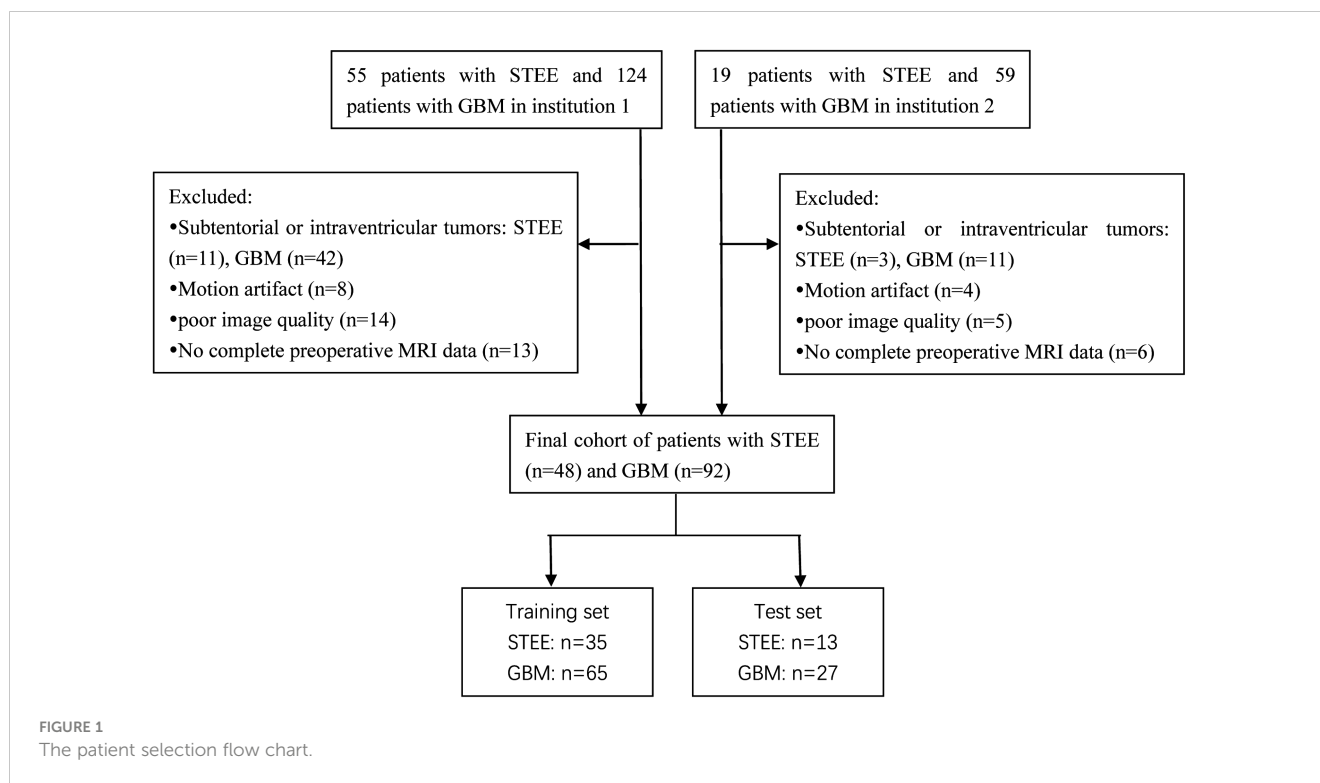 55 patients with STEE and 124
patients with GBM in institution 1
19 patients with STEE and 59
patients with GBM in institution 2
Excluded:
•Subtentorial or intraventricular tumors: STEE
(n=11), GBM (n=42)
•Motion artifact (n=8)
•poor image quality (n=14)
•No complete preoperative MRI data (n=13)
Excluded:
•Subtentorial or intraventricular tumors:
STEE (n=3), GBM (n=11)
•Motion artifact (n=4)
•poor image quality (n=5)
•No complete preoperative MRI data (n=6)
Final cohort of patients with STEE
(n=48) and GBM (n=92)
Training set
STEE: n=35
GBM: n=65
Test set
STEE: n=13
GBM: n=27
FIGURE 1
The patient selection flow chart.